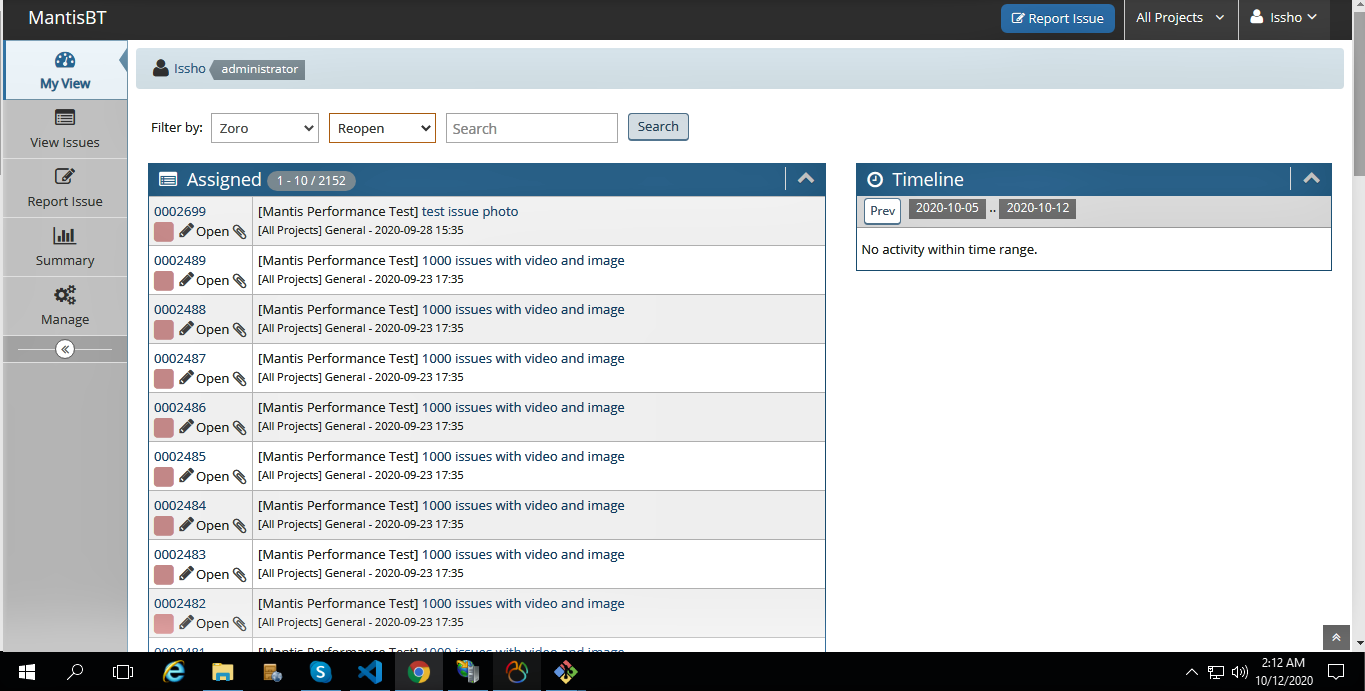 MantisBT
Report Issue
All Projects
Issho
My View
View Issues
Report Issue
Summary
Manage
Issho administrator
Filter by: Zoro Reopen Search Search
Assigned 1 - 10 / 2152
0002699 [Mantis Performance Test] test issue photo
Open [All Projects] General - 2020-09-28 15:35
0002489 [Mantis Performance Test] 1000 issues with video and image
Open [All Projects] General - 2020-09-23 17:35
0002488 [Mantis Performance Test] 1000 issues with video and image
Open [All Projects] General - 2020-09-23 17:35
0002487 [Mantis Performance Test] 1000 issues with video and image
Open [All Projects] General - 2020-09-23 17:35
0002486 [Mantis Performance Test] 1000 issues with video and image
Open [All Projects] General - 2020-09-23 17:35
0002485 [Mantis Performance Test] 1000 issues with video and image
Open [All Projects] General - 2020-09-23 17:35
0002484 [Mantis Performance Test] 1000 issues with video and image
Open [All Projects] General - 2020-09-23 17:35
0002483 [Mantis Performance Test] 1000 issues with video and image
Open [All Projects] General - 2020-09-23 17:35
0002482 [Mantis Performance Test] 1000 issues with video and image
Open [All Projects] General - 2020-09-23 17:35
0002481 [Mantis Performance Test] 1000 issues with video and image
Timeline
Prev 2020-10-05 .. 2020-10-12
No activity within time range.
2:12 AM
10/12/2020